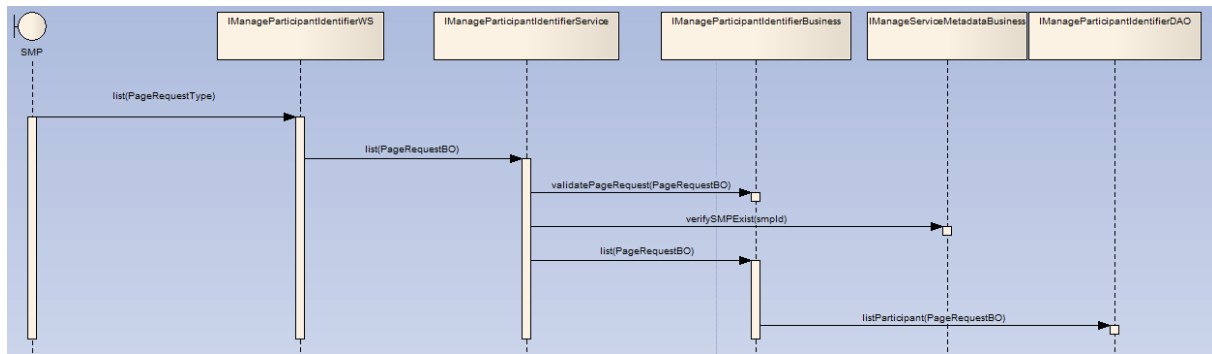 IManageParticipantIdentifierWS
IManageParticipantIdentifierService
IManageParticipantIdentifierBusiness
IManageServiceMetadataBusiness
IManageParticipantIdentifierDAO
SMP
list(PageRequestType)
list(PageRequestBO)
validatePageRequest(PageRequestBO)
verifySMPExist(smpId)
list(PageRequestBO)
listParticipant(PageRequestBO)